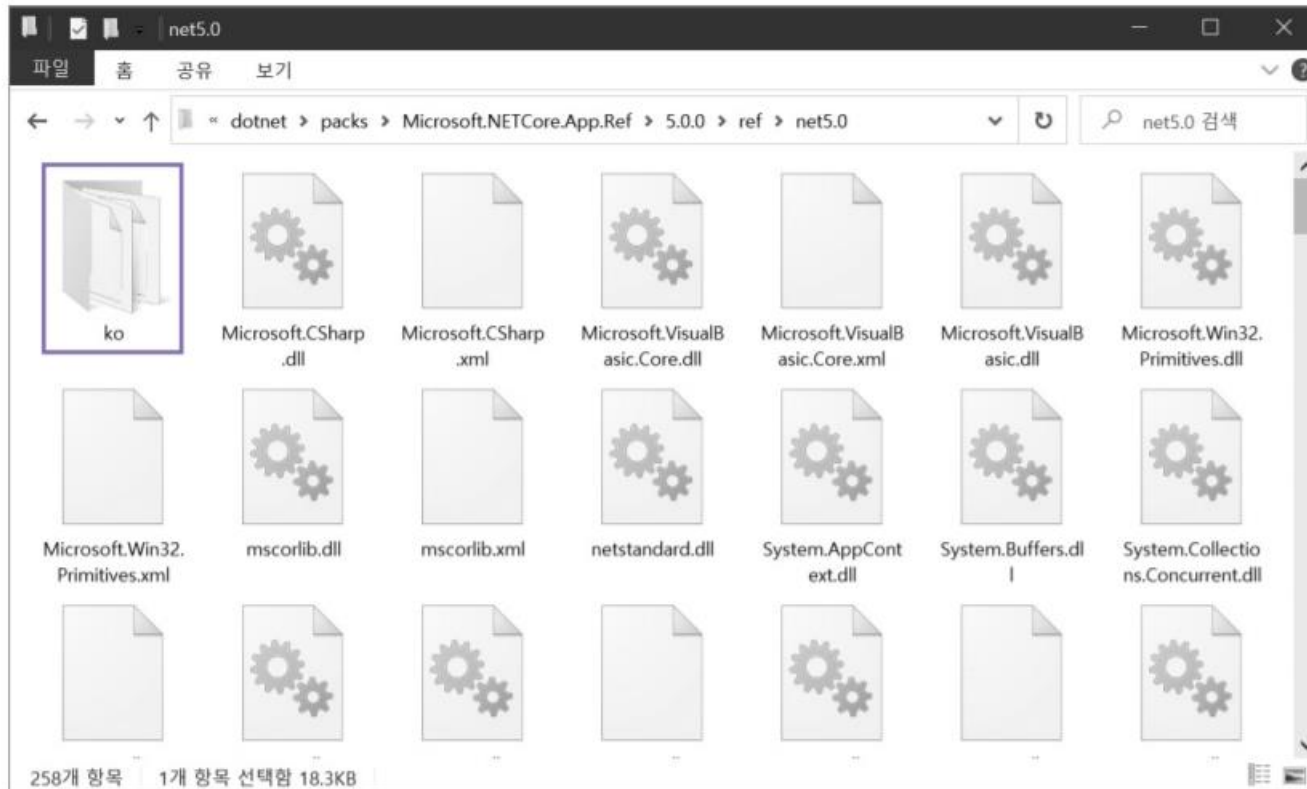 net5.0
파일 홈 공유 보기
« dotnet > packs > Microsoft.NETCore.App.Ref > 5.0.0 > ref > net5.0
net5.0 검색
ko
Microsoft.CSharp
.dll
Microsoft.CSharp
.xml
Microsoft.VisualB
asic.Core.dll
Microsoft.VisualB
asic.Core.xml
Microsoft.VisualB
asic.dll
Microsoft.Win32.
Primitives.dll
Microsoft.Win32.
Primitives.xml
mscorlib.dll
mscorlib.xml
netstandard.dll
System.AppCont
ext.dll
System.Buffers.dl
l
System.Collectio
ns.Concurrent.dll
258개 항목 1개 항목 선택함 18.3KB